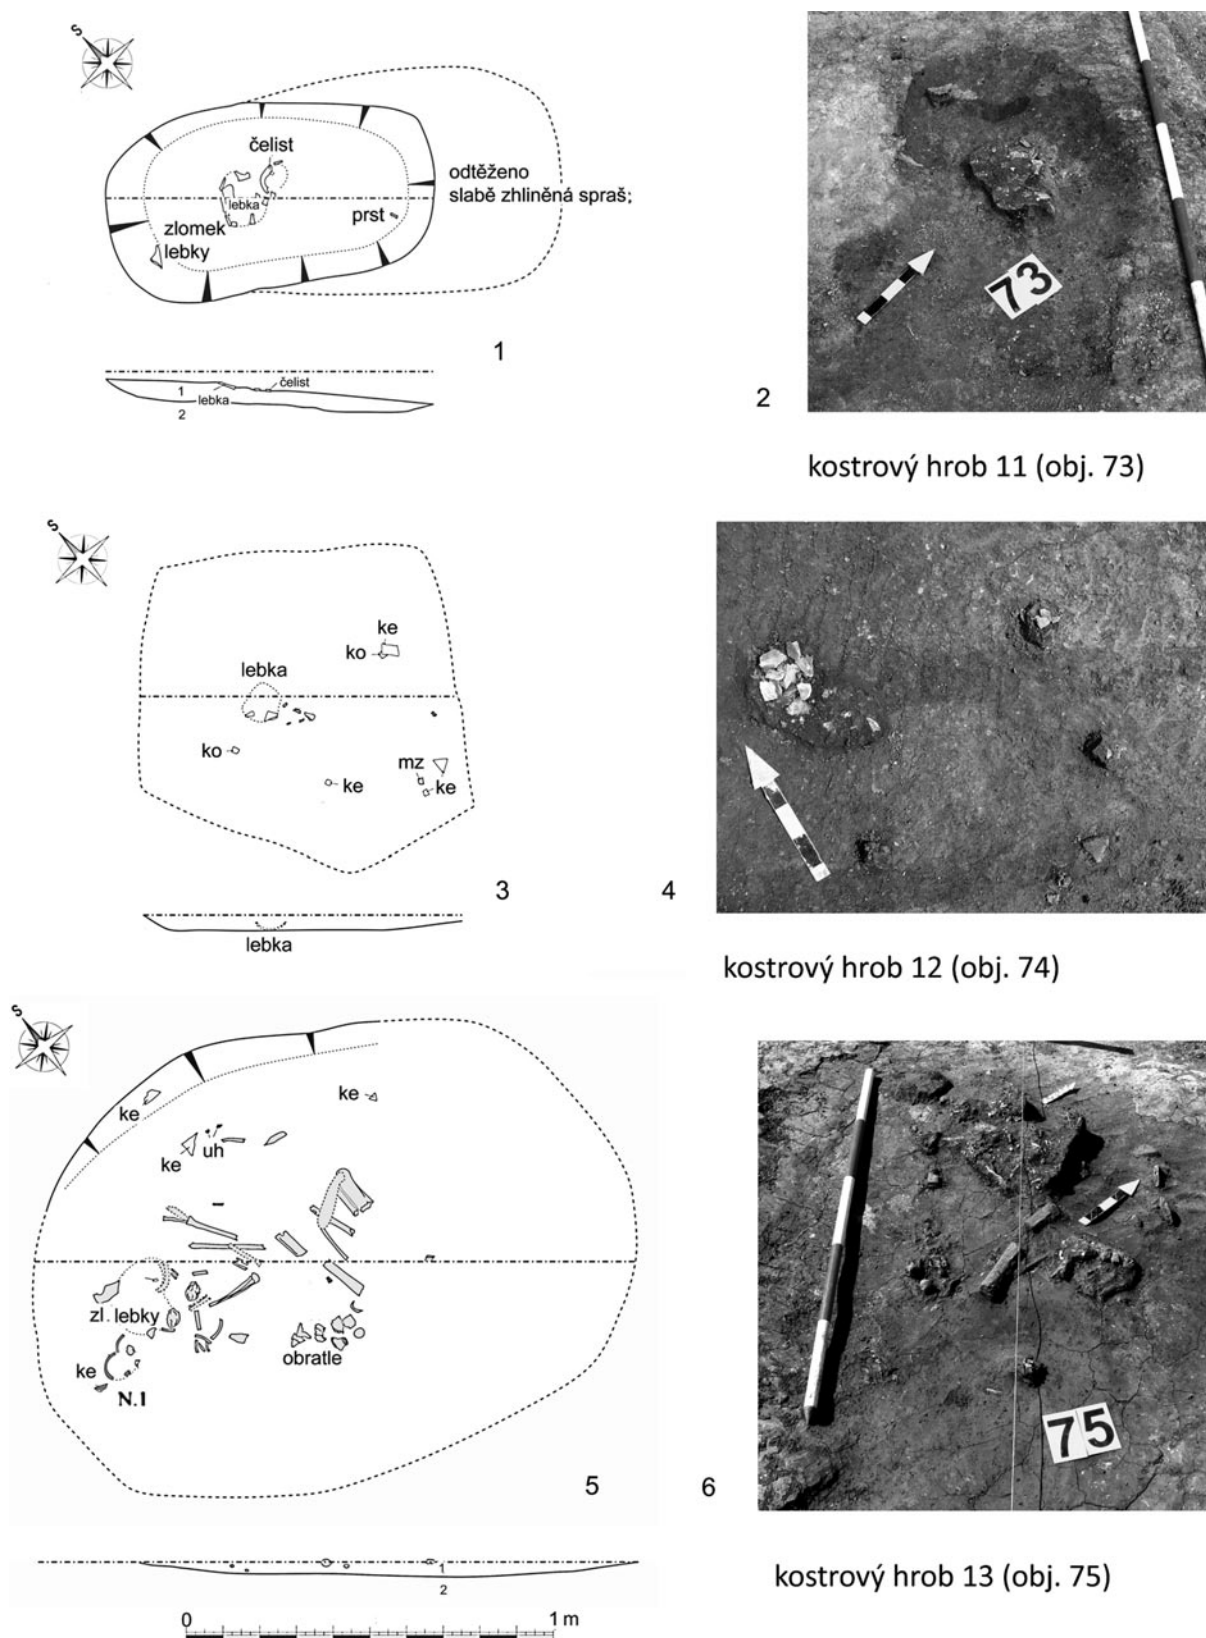 S
čelist
lebka
zlomek
lebky
prst
odtěženo
slabě zhliněná spraš;
1
1
lebka
čelist
2
73
2
kostrový hrob 11 (obj. 73)
S
ke
ko
lebka
ko
ke
mz
ke
3
lebka
4
kostrový hrob 12 (obj. 74)
S
ke
ke
ke
uh
zl. lebky
ke
N.1
obratle
5
75
6
1
2
kostrový hrob 13 (obj. 75)
0
1 m